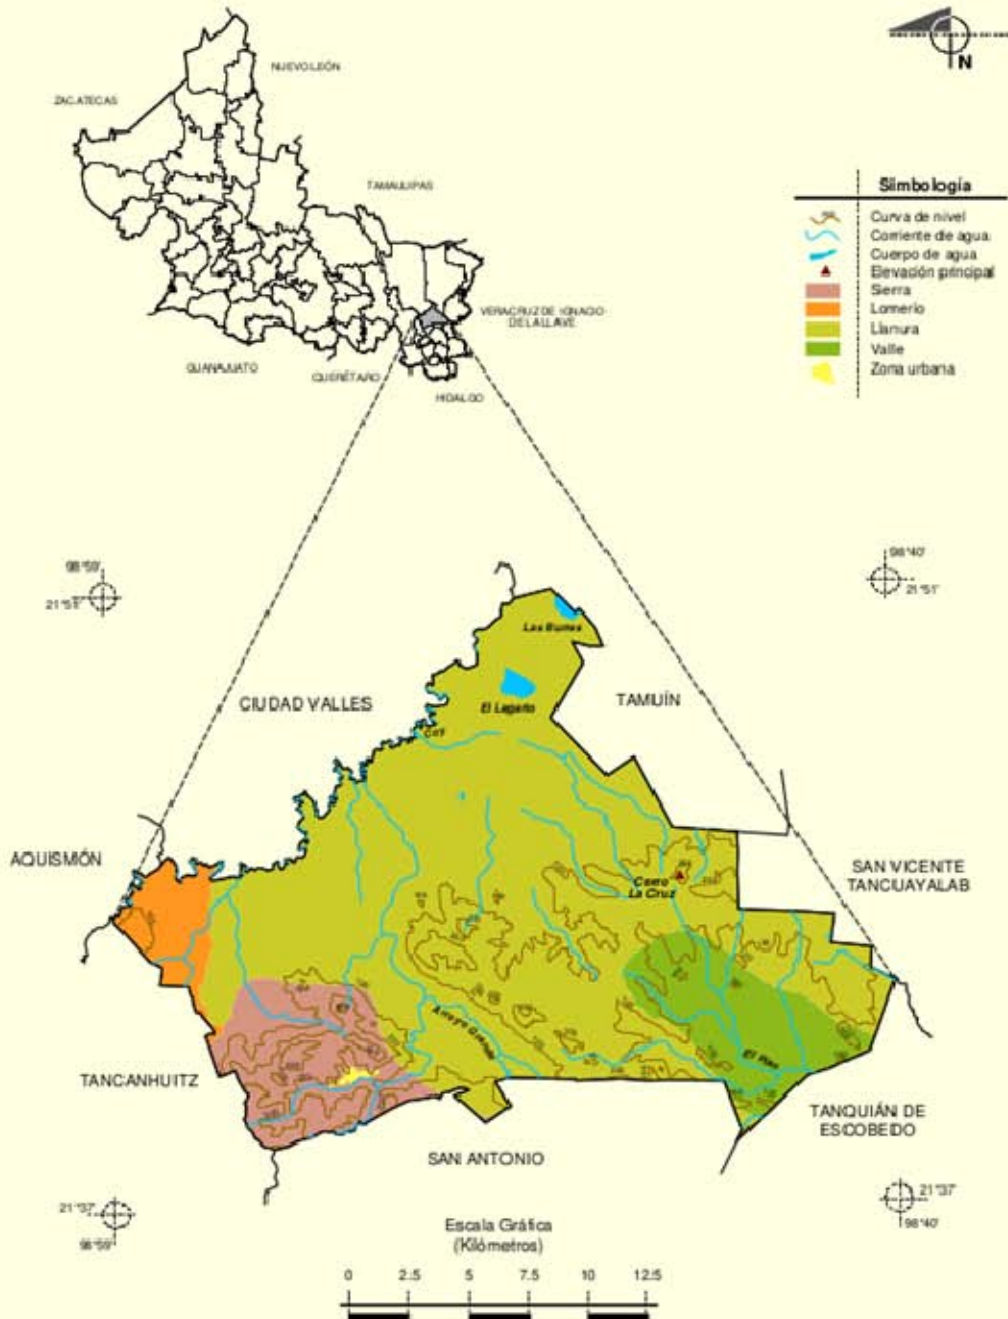 N
NUEVO LEÓN
ZACATECAS
TAMAULIPAS
VERACRUZ DE IGNACIO
DE LA LLAVE
GUANAJUATO
QUERÉTARO
HIDALGO
Simbología
Curva de nivel
Corriente de agua
Cuerpo de agua
Elevación principal
Sierra
Lomerío
Llanura
Valle
Zona urbana
98°59'
21°51'
98°40'
21°51'
Las Burras
CIUDAD VALLES
TAMUÍN
El Lagarto
Coy
AQUISMÓN
SAN VICENTE
TANCUAYALAB
Cerro
La Cruz
Arroyo Grande
El Plan
TANCANHUITZ
TANQUIÁN DE
ESCOBEDO
SAN ANTONIO
21°37'
98°59'
21°37'
98°40'
Escala Gráfica
(Kilómetros)
0 2.5 5 7.5 10 12.5